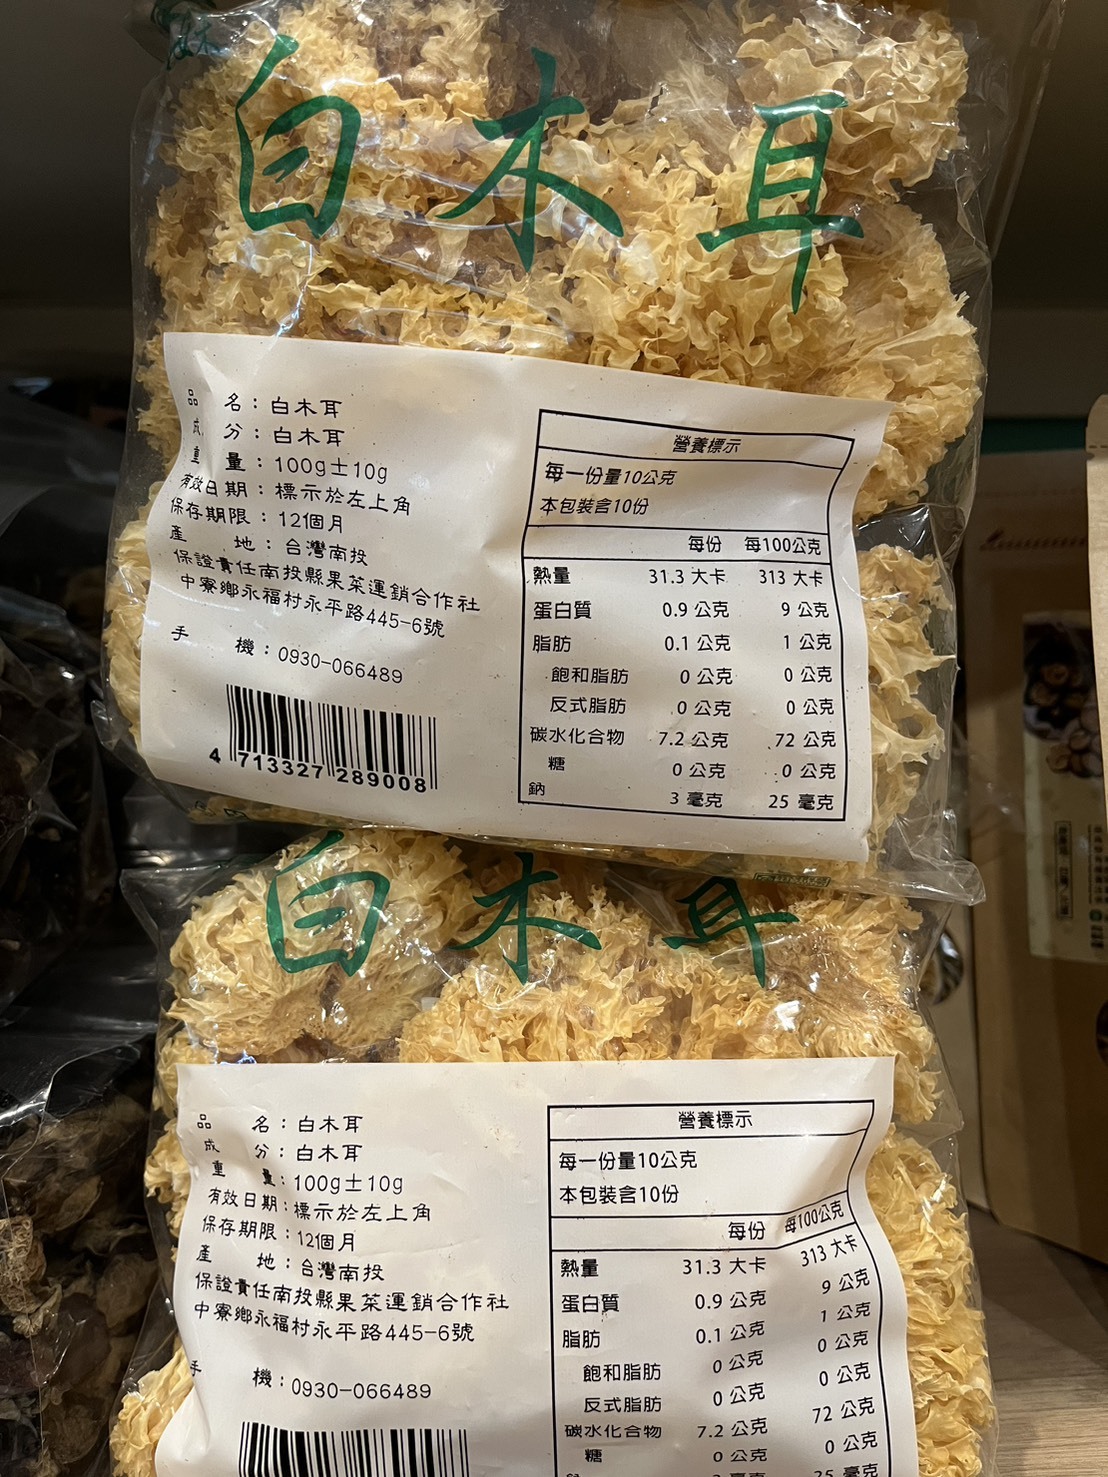 白木耳
品　名：白木耳
成　分：白木耳
重　量：100g±10g
有效日期：標示於左上角
保存期限：12個月
產　地：台灣南投
保證責任南投縣果菜運銷合作社
中寮鄉永福村永平路445-6號
手　機：0930-066489
4 713327 289008
營養標示
每一份量10公克
本包裝含10份
每份 每100公克
熱量 31.3 大卡 313 大卡
蛋白質 0.9 公克 9 公克
脂肪 0.1 公克 1 公克
飽和脂肪 0 公克 0 公克
反式脂肪 0 公克 0 公克
碳水化合物 7.2 公克 72 公克
糖 0 公克 0 公克
鈉 3 毫克 25 毫克
白木耳
品　名：白木耳
成　分：白木耳
重　量：100g±10g
有效日期：標示於左上角
保存期限：12個月
產　地：台灣南投
保證責任南投縣果菜運銷合作社
中寮鄉永福村永平路445-6號
手　機：0930-066489
營養標示
每一份量10公克
本包裝含10份
每份 每100公克
熱量 31.3 大卡 313 大卡
蛋白質 0.9 公克 9 公克
脂肪 0.1 公克 1 公克
飽和脂肪 0 公克 0 公克
反式脂肪 0 公克 0 公克
碳水化合物 7.2 公克 72 公克
糖 0 公克 0 公克
25 毫克